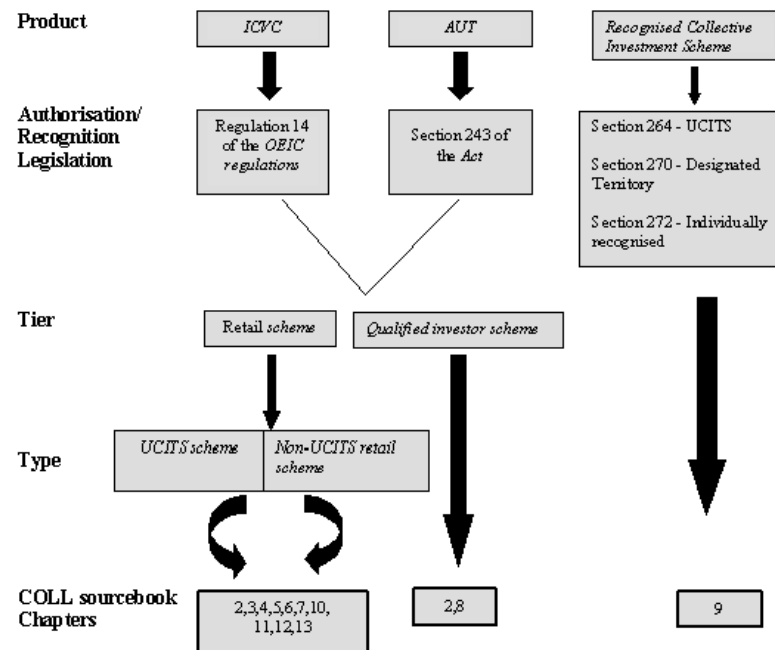 Product
ICVC
AUT
Recognised Collective
Investment Scheme
Authorisation/
Recognition
Legislation
Regulation 14
of the OEIC
regulations
Section 243 of
the Act
Section 264 - UCITS
Section 270 - Designated
Territory
Section 272 - Individually
recognised
Tier
Retail scheme
Qualified investor scheme
Type
UCITS scheme
Non-UCITS retail
scheme
COLL sourcebook
Chapters
2,3,4,5,6,7,10,
11,12,13
2,8
9